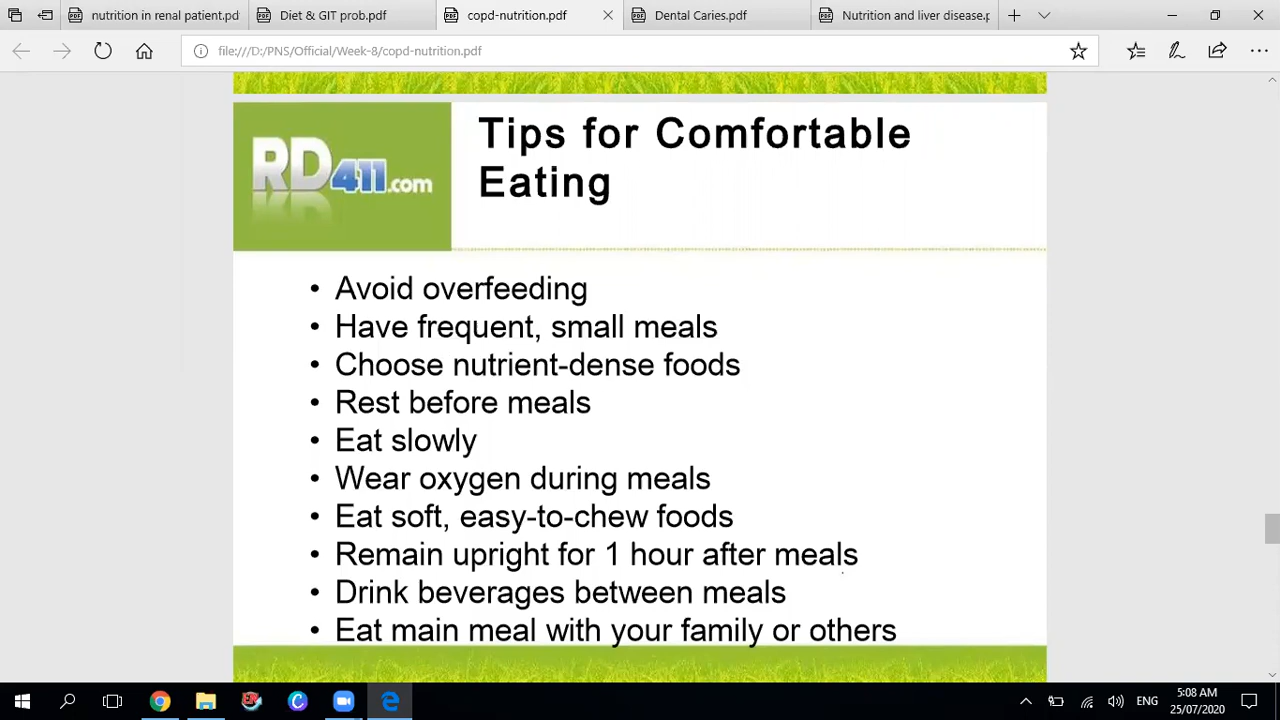 nutrition in renal patient.pd
Diet & GIT prob.pdf
copd-nutrition.pdf
Dental Caries.pdf
Nutrition and liver disease.p
file:///D:/PNS/Official/Week-8/copd-nutrition.pdf
RD411.com
Tips for Comfortable
Eating
• Avoid overfeeding
• Have frequent, small meals
• Choose nutrient-dense foods
• Rest before meals
• Eat slowly
• Wear oxygen during meals
• Eat soft, easy-to-chew foods
• Remain upright for 1 hour after meals
• Drink beverages between meals
• Eat main meal with your family or others
ENG
5:08 AM
25/07/2020